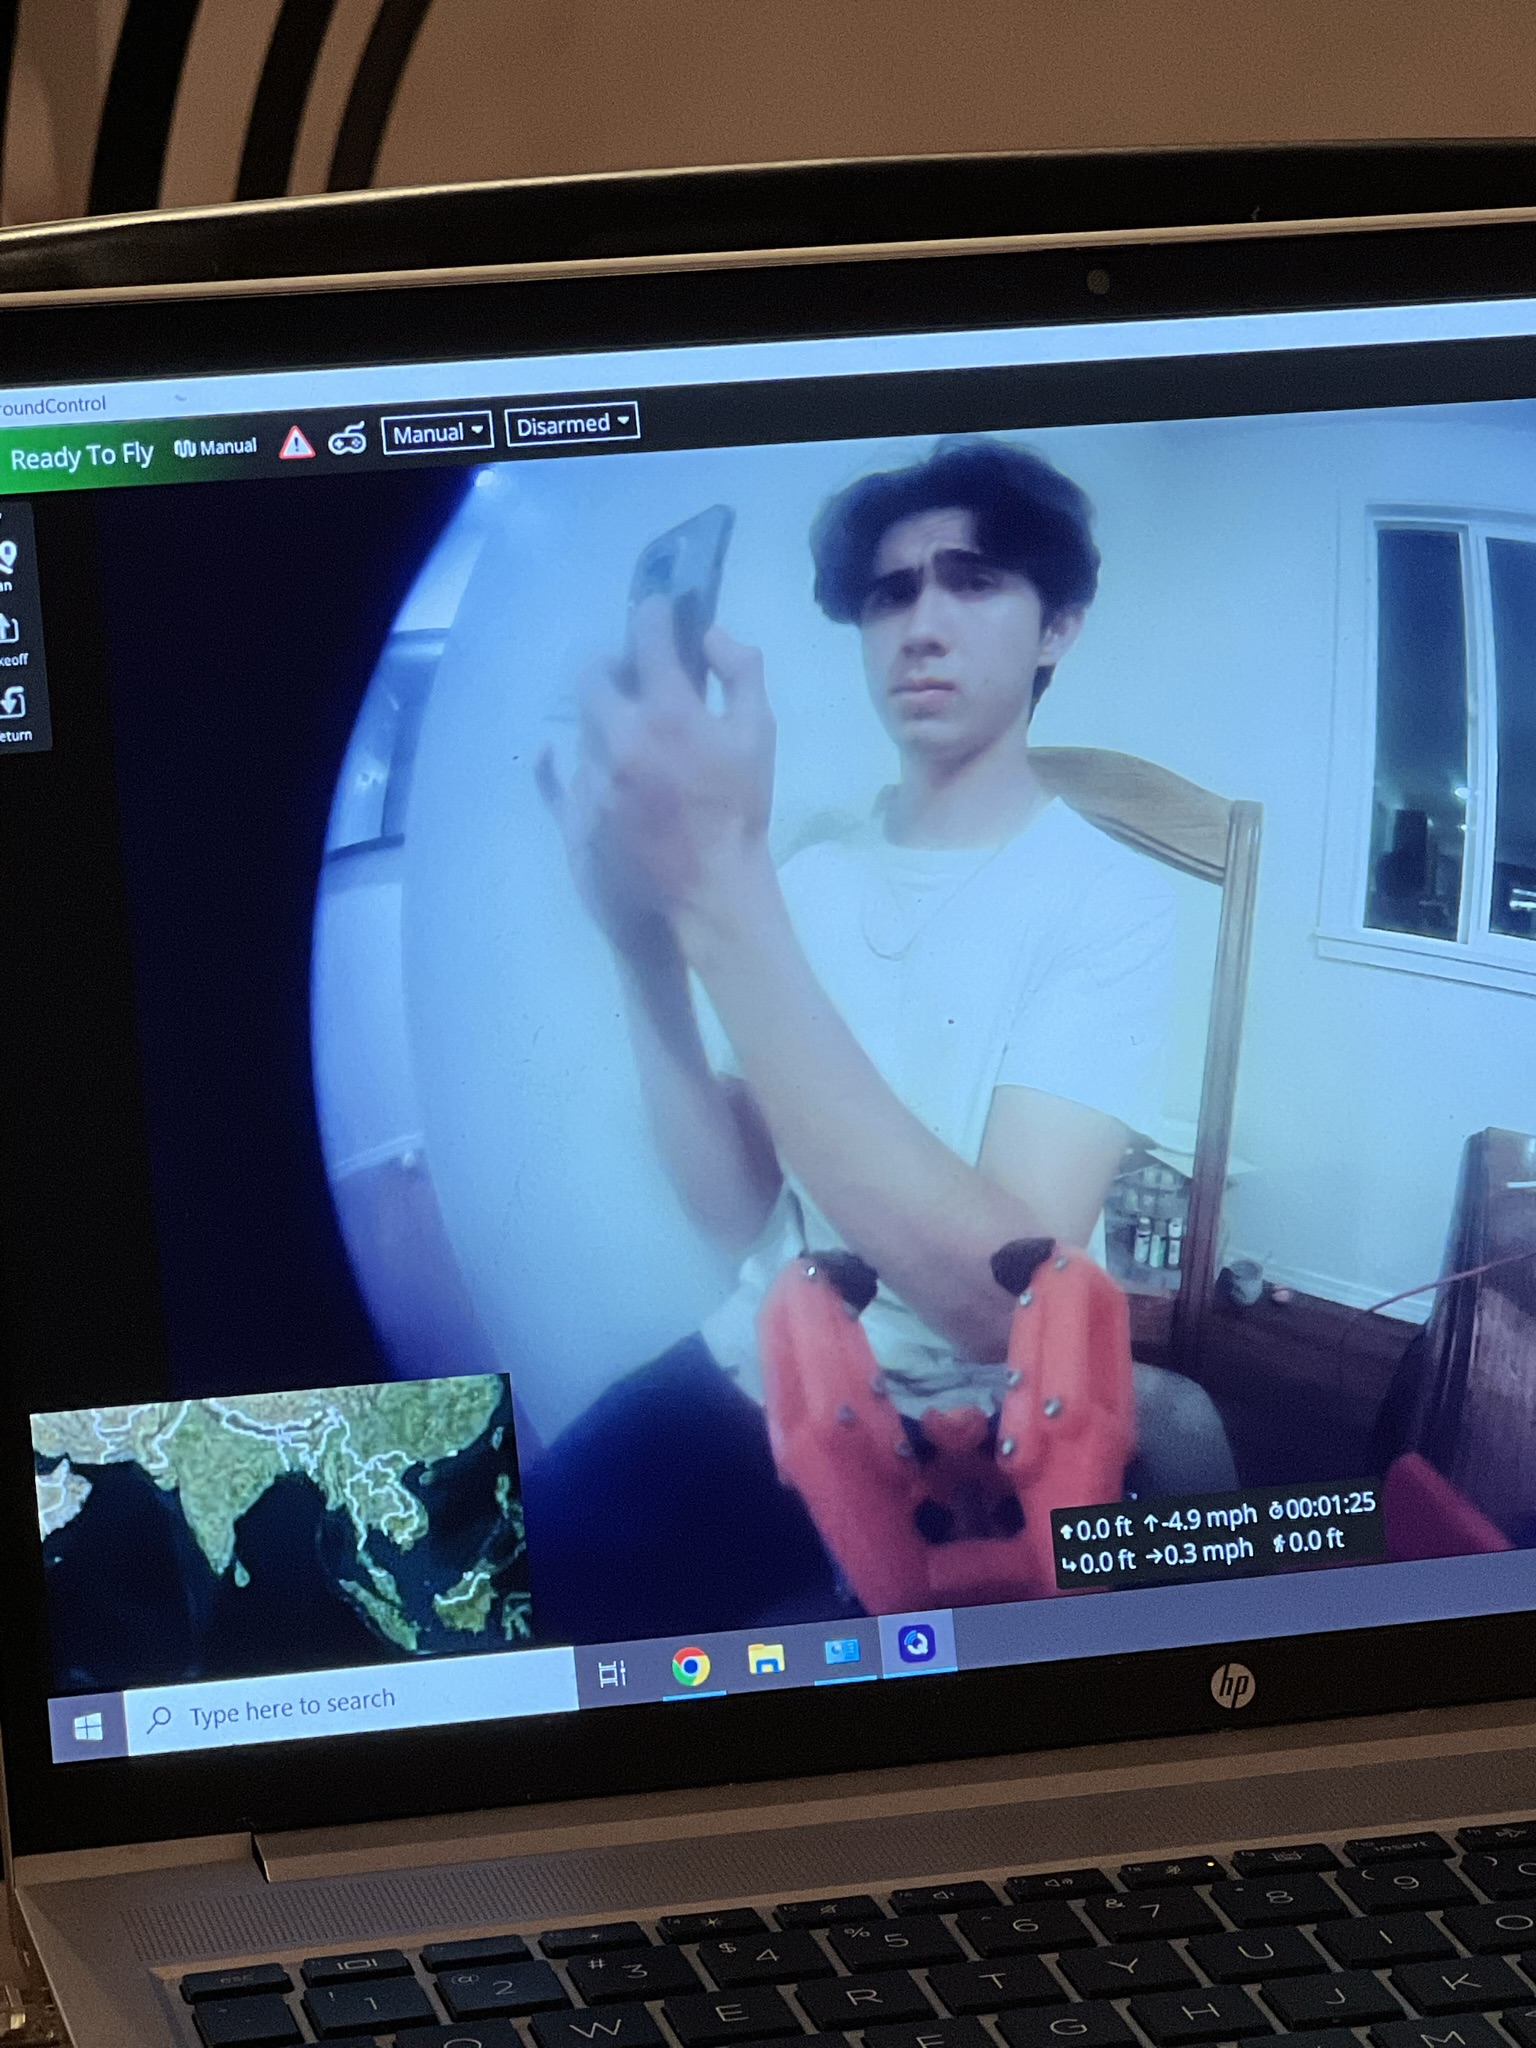 roundControl
Ready To Fly Manual Manual Disarmed
an
keoff
eturn
0.0 ft ↑-4.9 mph 00:01:25
0.0 ft →0.3 mph 0.0 ft
Type here to search
hp
esc insert
! 1 @ 2 # 3 $ 4 % 5 ^ 6 & 7 * 8 ( 9 )
W E R T Y U I O
F G H J K
M